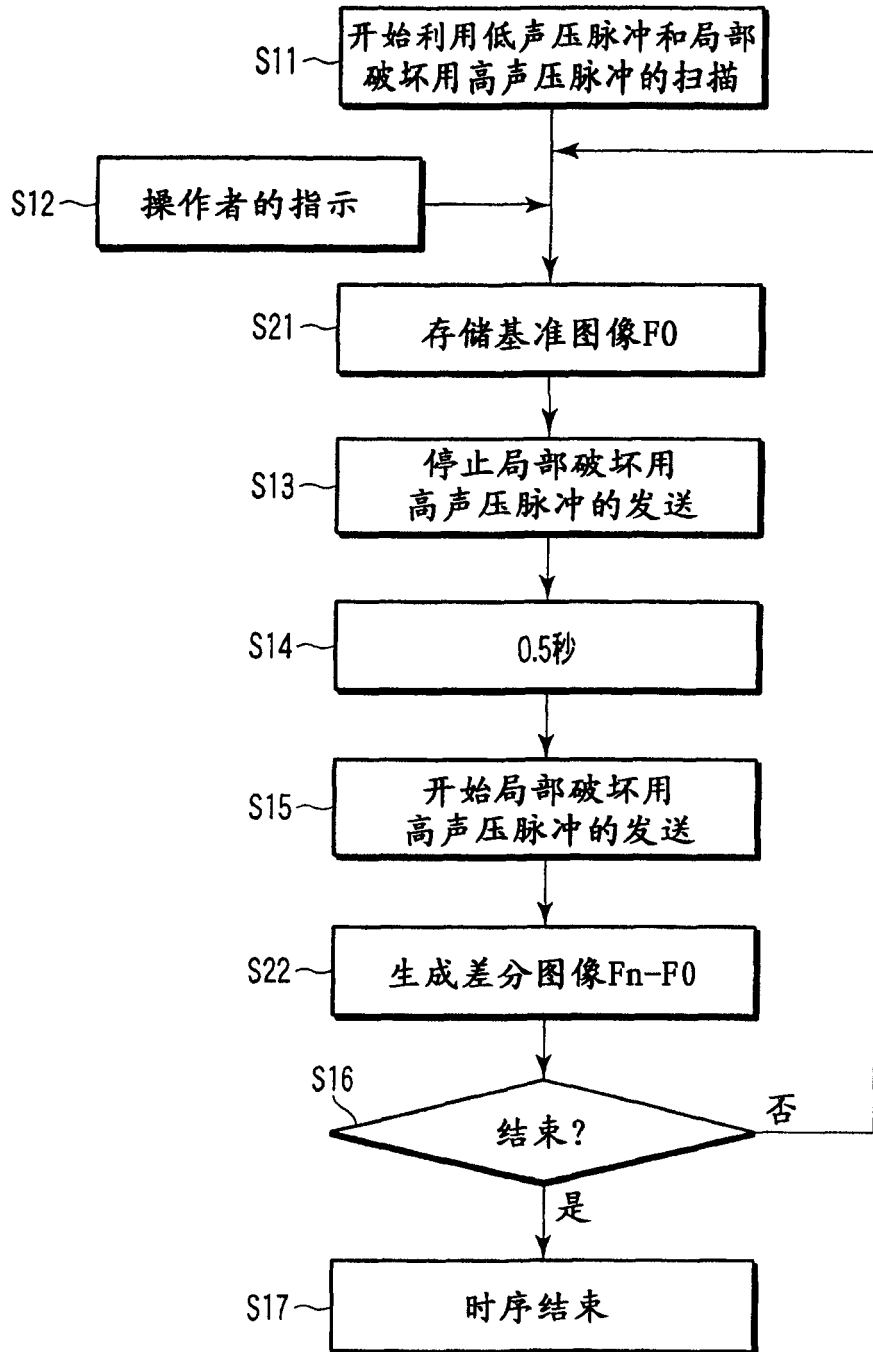 S11
开始利用低声压脉冲和局部
破坏用高声压脉冲的扫描
S12
操作者的指示
S21
存储基准图像F0
S13
停止局部破坏用
高声压脉冲的发送
S14
0.5秒
S15
开始局部破坏用
高声压脉冲的发送
S22
生成差分图像Fn-F0
S16
结束?
否
是
S17
时序结束